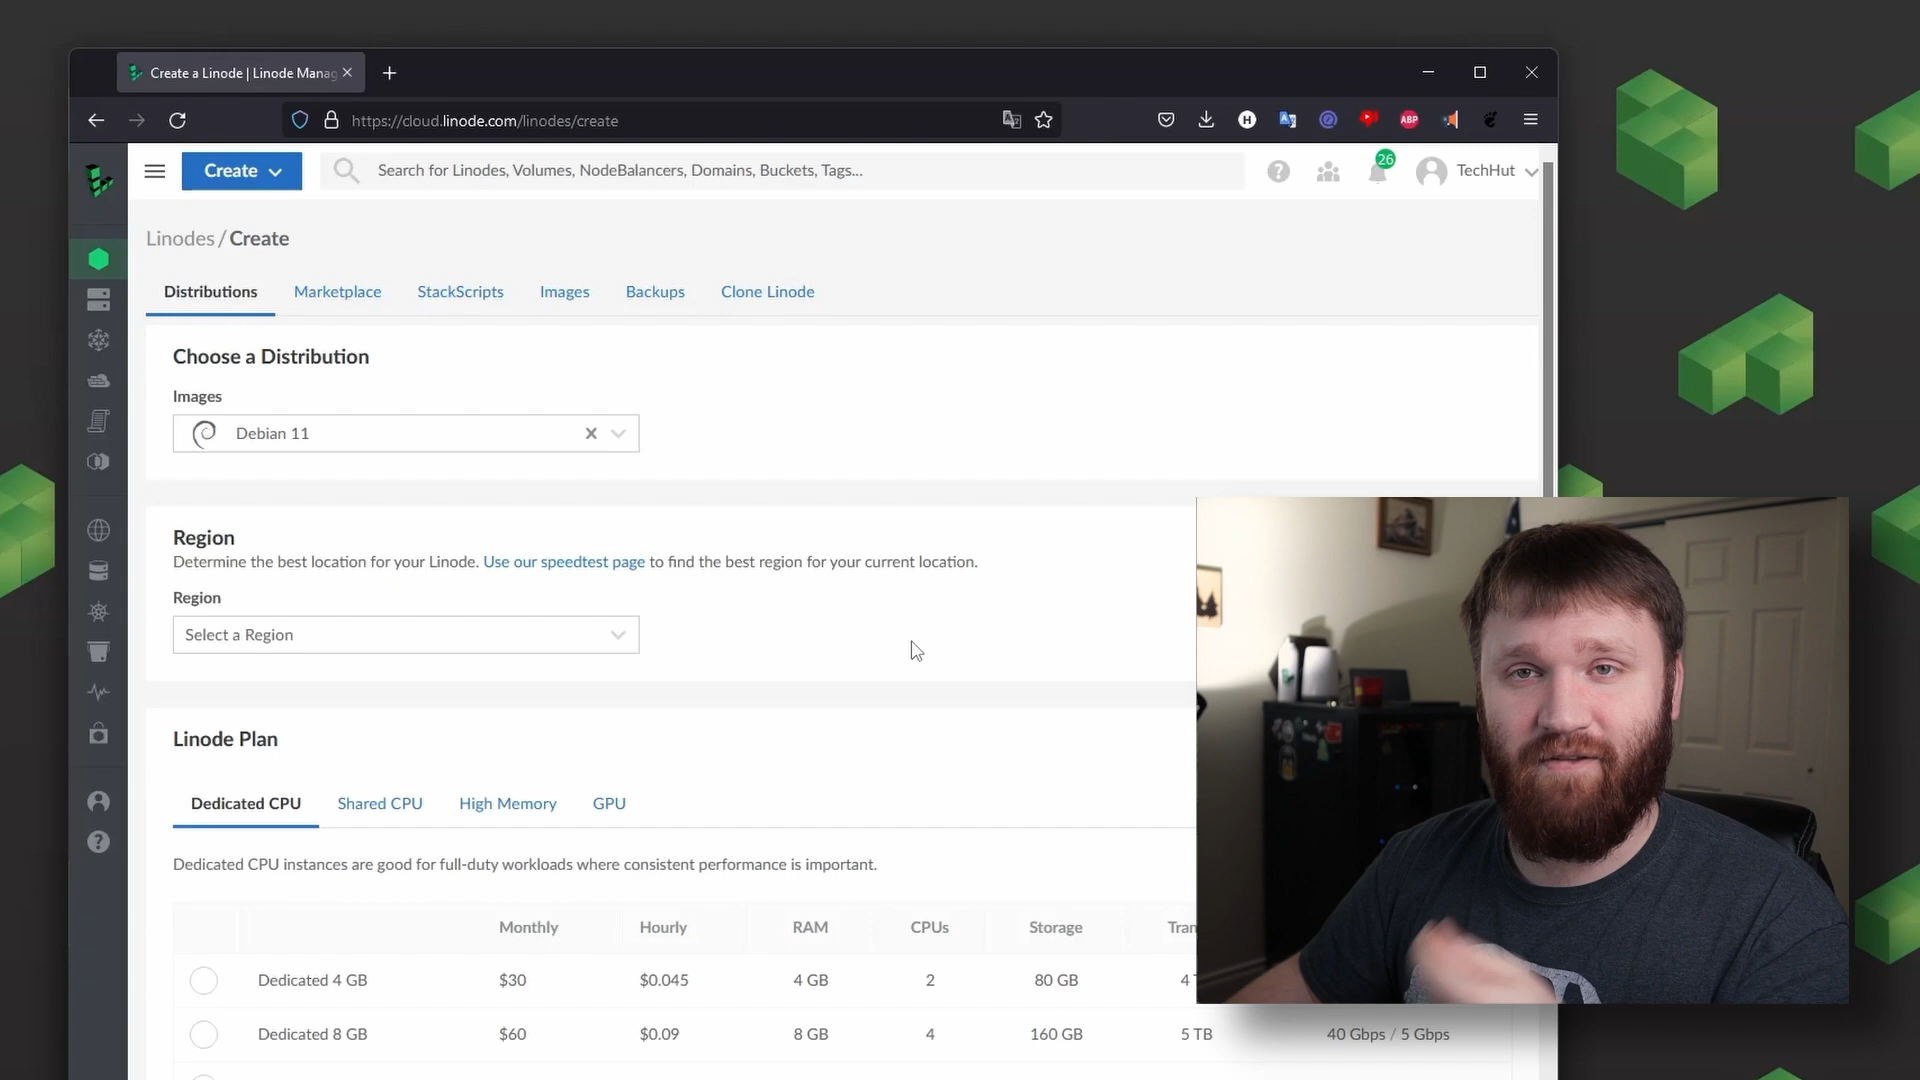 Create a Linode | Linode Manag
https://cloud.linode.com/linodes/create
ABP
Create
Search for Linodes, Volumes, NodeBalancers, Domains, Buckets, Tags...
26
TechHut
Linodes / Create
Distributions
Marketplace
StackScripts
Images
Backups
Clone Linode
Choose a Distribution
Images
Debian 11
Region
Determine the best location for your Linode. Use our speedtest page to find the best region for your current location.
Region
Select a Region
Linode Plan
Dedicated CPU
Shared CPU
High Memory
GPU
Dedicated CPU instances are good for full-duty workloads where consistent performance is important.
Monthly Hourly RAM CPUs Storage Tran
Dedicated 4 GB $30 $0.045 4 GB 2 80 GB 4
Dedicated 8 GB $60 $0.09 8 GB 4 160 GB 5 TB 40 Gbps / 5 Gbps